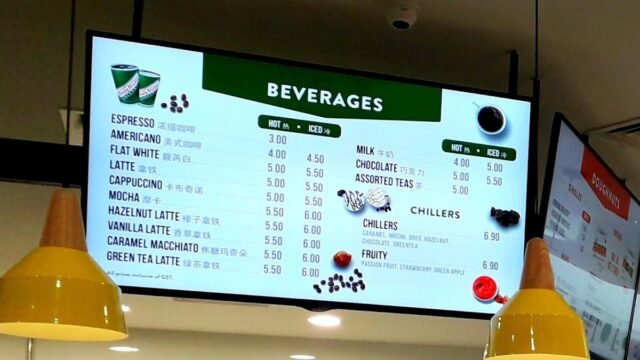 BEVERAGES
HOT 热 • ICED 冷
ESPRESSO 浓缩咖啡 3.00
AMERICANO 美式咖啡 4.00 4.50
FLAT WHITE 馥芮白 5.00 5.50
LATTE 拿铁 5.00 5.50
CAPPUCCINO 卡布奇诺 5.00 5.50
MOCHA 摩卡 5.50 6.00
HAZELNUT LATTE 榛子拿铁 5.50 6.00
VANILLA LATTE 香草拿铁 5.50 6.00
CARAMEL MACCHIATO 焦糖玛奇朵 5.50 6.00
GREEN TEA LATTE 绿茶拿铁 5.50 6.00
All prices inclusive of GST.
HOT 热 • ICED 冷
MILK 牛奶 4.00 5.00
CHOCOLATE 巧克力 5.00 5.50
ASSORTED TEAS 茶 5.00
CHILLERS
CHILLERS 6.90
CARAMEL, MOCHA, OREO, HAZELNUT,
CHOCOLATE, GREENTEA
FRUITY 6.90
PASSION FRUIT, STRAWBERRY, GREEN APPLE
DOUGHNUTS
SINGLES